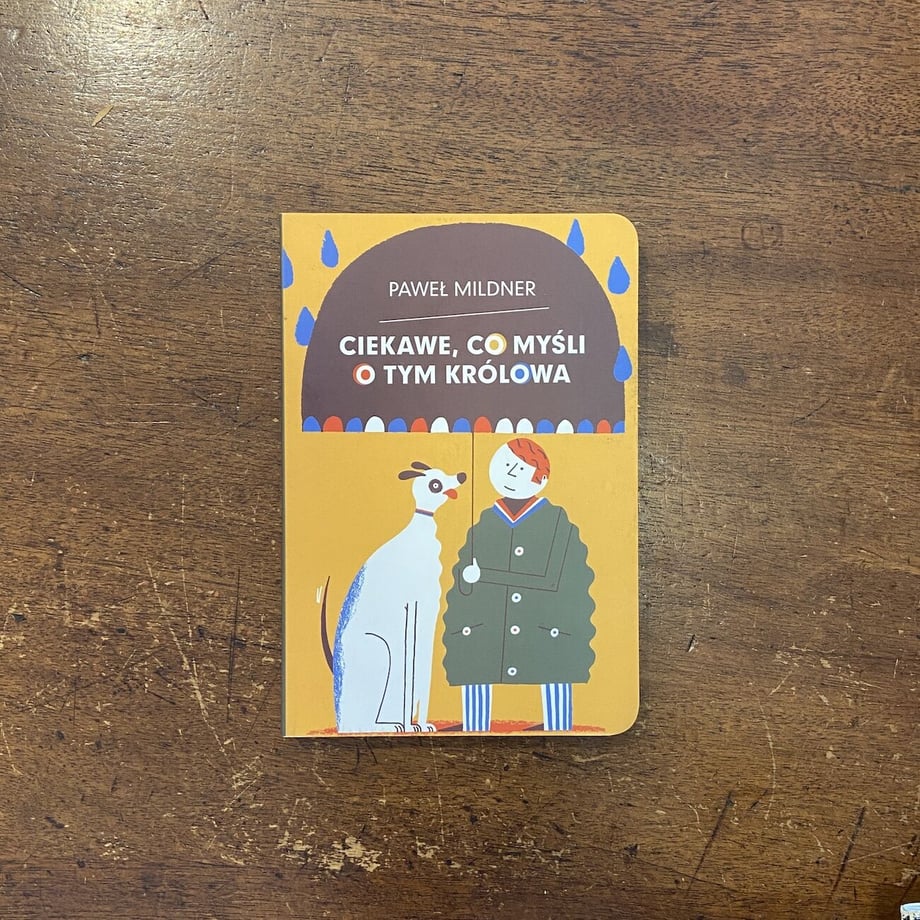 PAWEŁ MILDNER
CIEKAWE, CO MYŚLI
O TYM KRÓLOWA